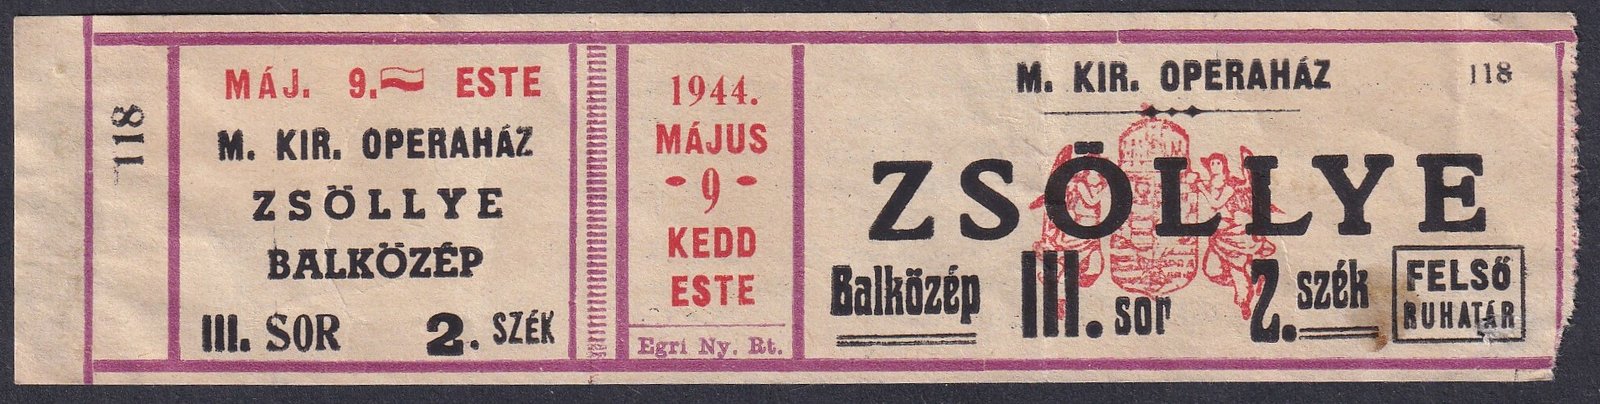 118
MÁJ. 9. ESTE
M. KIR. OPERAHÁZ
ZSÖLLYE
BALKÖZÉP
III. SOR 2. SZÉK
1944.
MÁJUS
- 9 -
KEDD
ESTE
Egri Ny. Rt.
M. KIR. OPERAHÁZ
118
ZSÖLLYE
Balközép III. sor 2. szék
FELSŐ
RUHATÁR